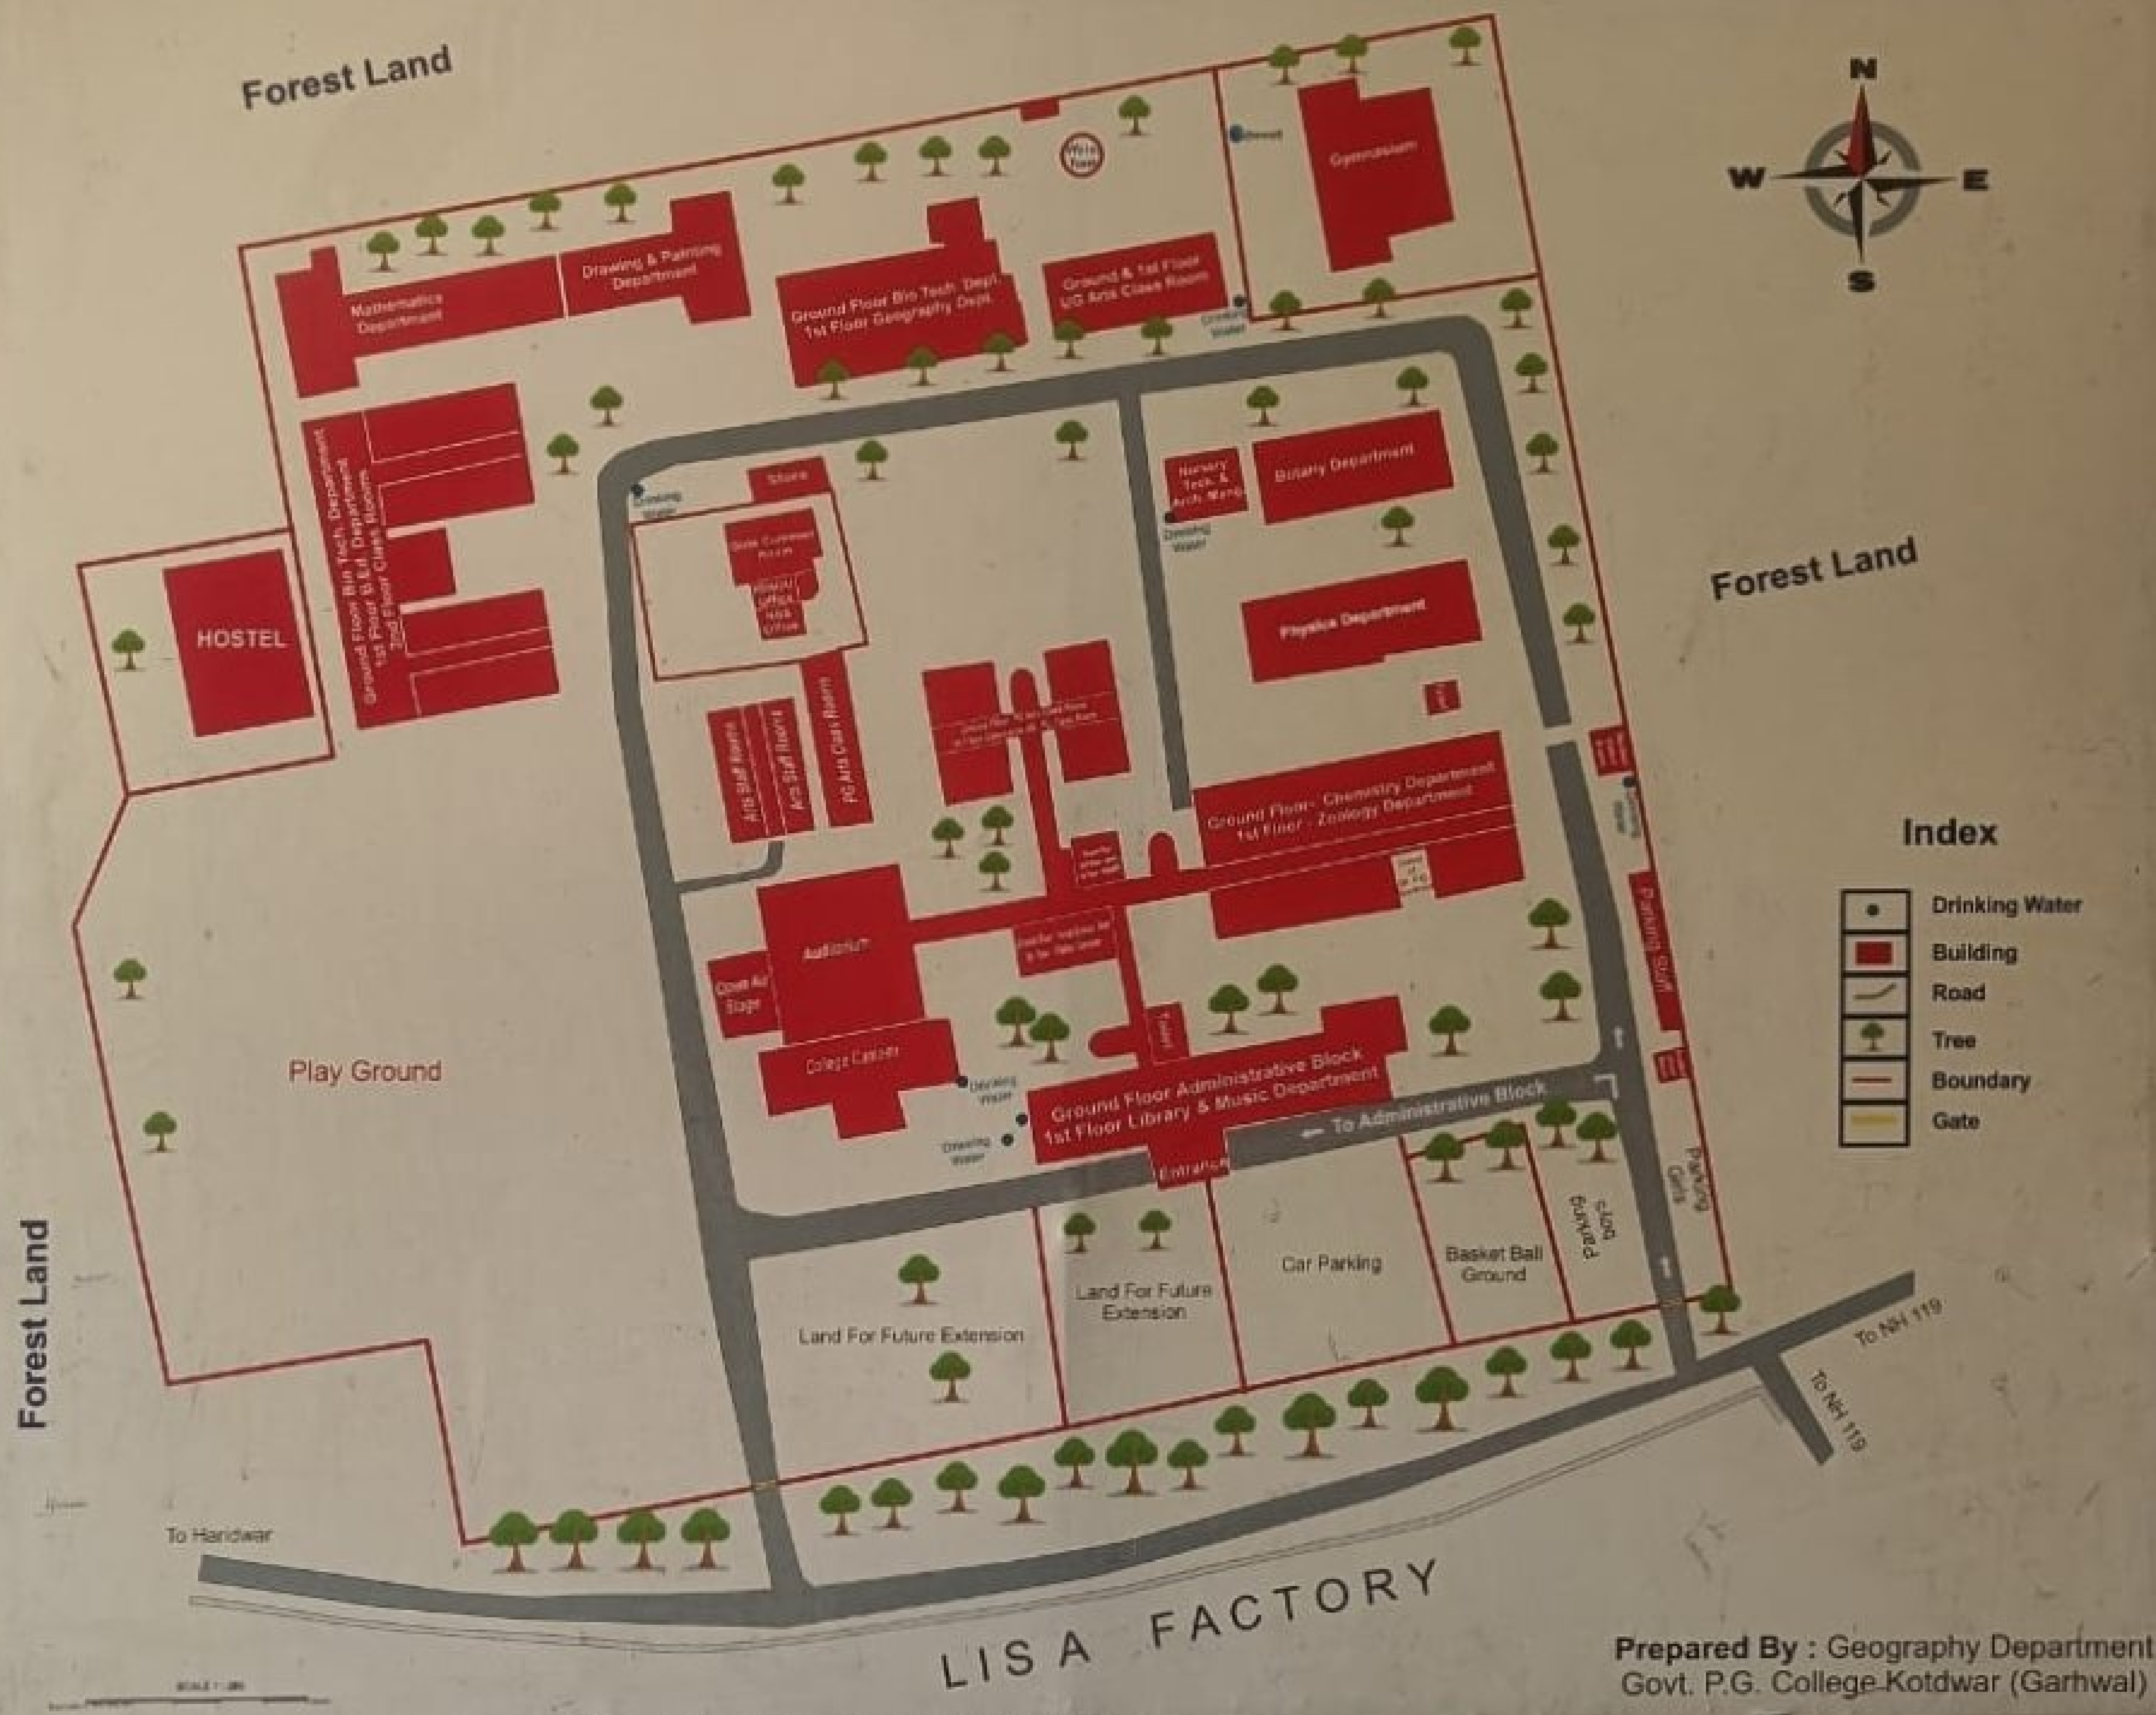 Forest Land
N
W
E
S
Gymnasium
Drawing & Painting
Department
Mathematics
Department
Ground Floor Bio Tech. Dept.
1st Floor Geography Dept.
Ground & 1st Floor
UG Arts Class Room
Drinking
Water
Store
Drinking
Water
Nursery
Tech. &
Botany Department
Drinking
Water
Ground Floor Bio Tech. Department
1st Floor B.Ed. Department
2nd Floor Class Rooms
HOSTEL
Office
Office
Physics Department
Forest Land
Arts Staff Rooms
Arts Staff Rooms
PG Arts Class Rooms
Ground Floor- Chemistry Department
1st Floor - Zoology Department
Index
Drinking Water
Building
Road
Tree
Boundary
Gate
Parking Staff
Auditorium
Open Air
Stage
College Canteen
Toilet
Drinking
Water
Drinking
Water
Ground Floor Administrative Block
1st Floor Library & Music Department
Entrance
To Administrative Block
Play Ground
Parking
Girls
Parking
Boys
Car Parking
Basket Ball
Ground
Land For Future
Extension
Land For Future Extension
Forest Land
To NH 119
To NH 119
To Haridwar
LISA FACTORY
Prepared By : Geography Department
Govt. P.G. College Kotdwar (Garhwal)